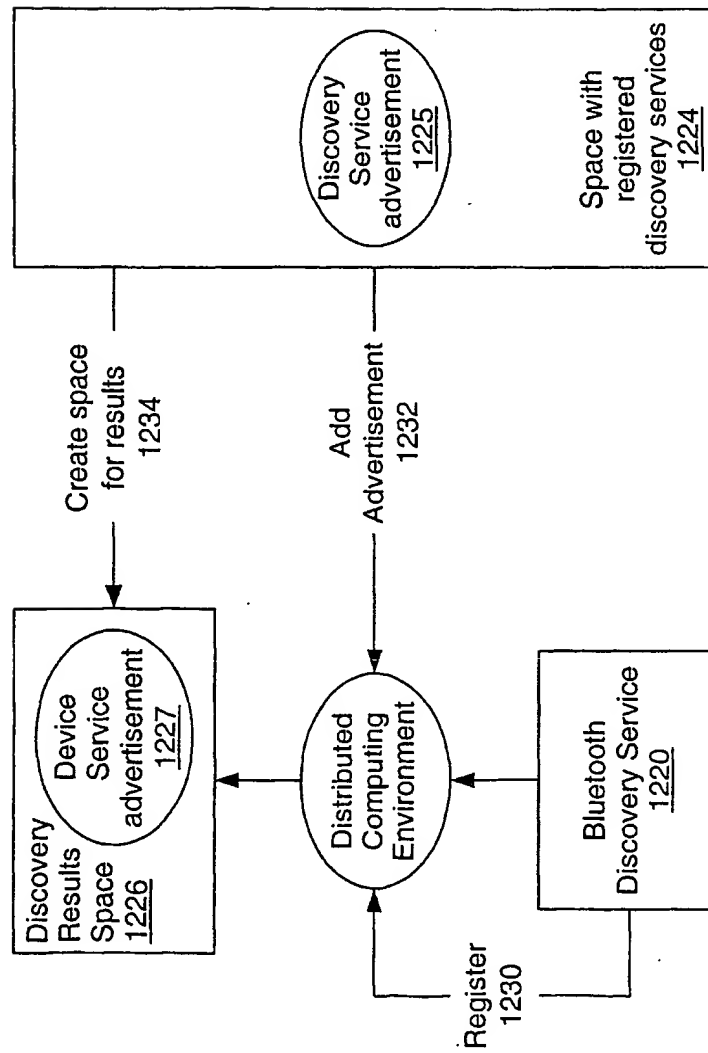 Discovery
Results
Space
1226
Device
Service
advertisement
1227
Create space
for results
1234
Discovery
Service
advertisement
1225
Space with
registered
discovery services
1224
Distributed
Computing
Environment
Add
Advertisement
1232
Register
1230
Bluetooth
Discovery Service
1220